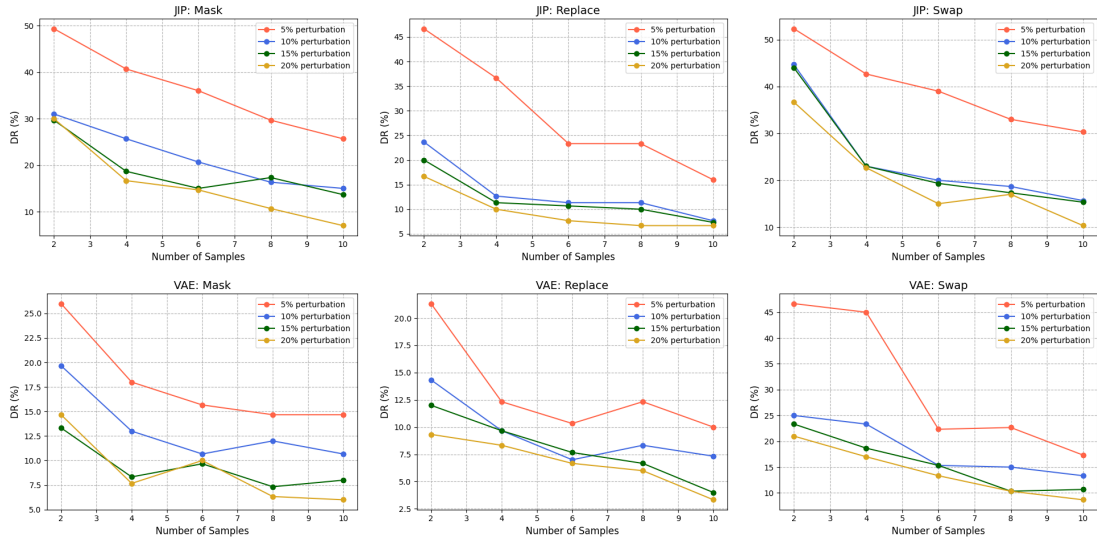 JIP: Mask
DR (%)
50
40
30
20
10
5% perturbation
10% perturbation
15% perturbation
20% perturbation
2 3 4 5 6 7 8 9 10
Number of Samples
JIP: Replace
DR (%)
45
40
35
30
25
20
15
10
5
5% perturbation
10% perturbation
15% perturbation
20% perturbation
2 3 4 5 6 7 8 9 10
Number of Samples
JIP: Swap
DR (%)
50
40
30
20
10
5% perturbation
10% perturbation
15% perturbation
20% perturbation
2 3 4 5 6 7 8 9 10
Number of Samples
VAE: Mask
DR (%)
25.0
22.5
20.0
17.5
15.0
12.5
10.0
7.5
5.0
5% perturbation
10% perturbation
15% perturbation
20% perturbation
2 3 4 5 6 7 8 9 10
Number of Samples
VAE: Replace
DR (%)
20.0
17.5
15.0
12.5
10.0
7.5
5.0
2.5
5% perturbation
10% perturbation
15% perturbation
20% perturbation
2 3 4 5 6 7 8 9 10
Number of Samples
VAE: Swap
DR (%)
45
40
35
30
25
20
15
10
5% perturbation
10% perturbation
15% perturbation
20% perturbation
2 3 4 5 6 7 8 9 10
Number of Samples